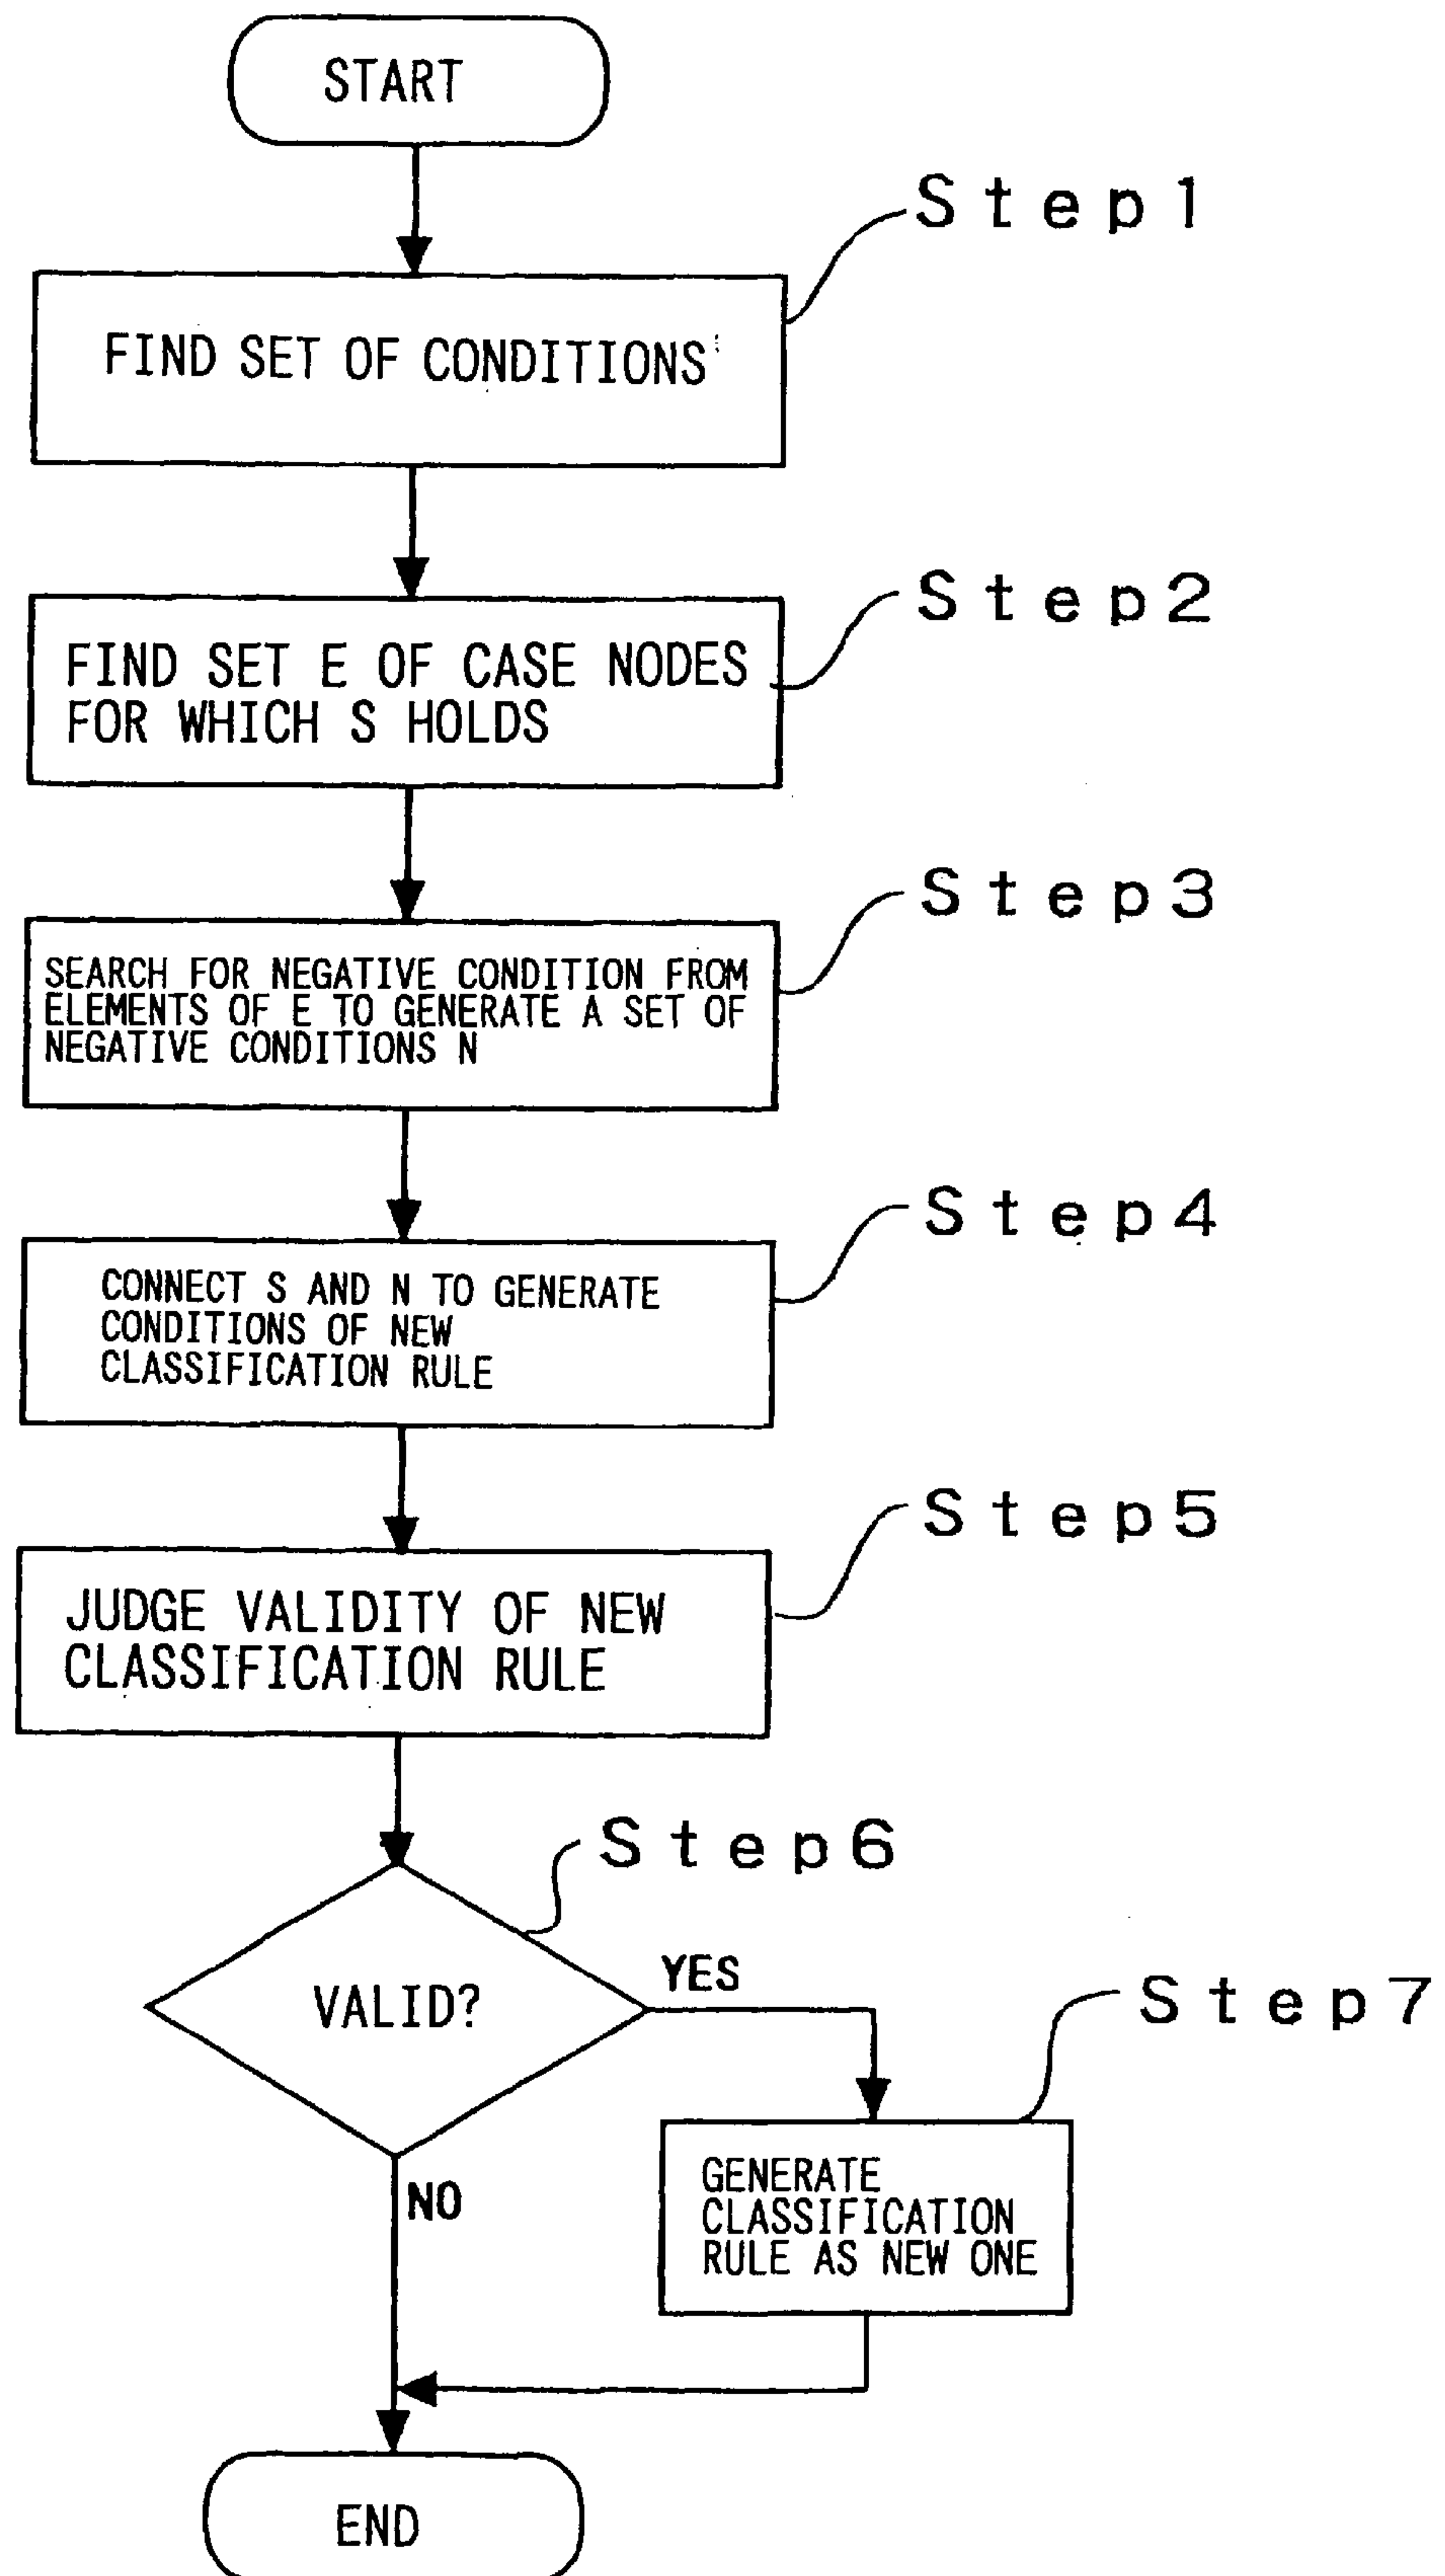 START
Step1
FIND SET OF CONDITIONS
Step2
FIND SET E OF CASE NODES
FOR WHICH S HOLDS
Step3
SEARCH FOR NEGATIVE CONDITION FROM
ELEMENTS OF E TO GENERATE A SET OF
NEGATIVE CONDITIONS N
Step4
CONNECT S AND N TO GENERATE
CONDITIONS OF NEW
CLASSIFICATION RULE
Step5
JUDGE VALIDITY OF NEW
CLASSIFICATION RULE
Step6
VALID?
YES
Step7
GENERATE
CLASSIFICATION
RULE AS NEW ONE
NO
END